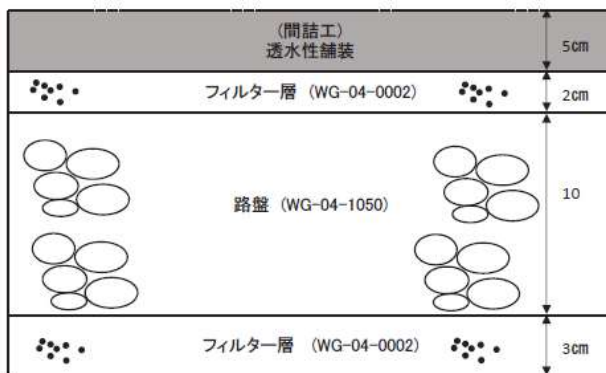 (間詰工)
透水性舗装
5cm
フィルター層 (WG-04-0002)
2cm
路盤 (WG-04-1050)
10
フィルター層 (WG-04-0002)
3cm